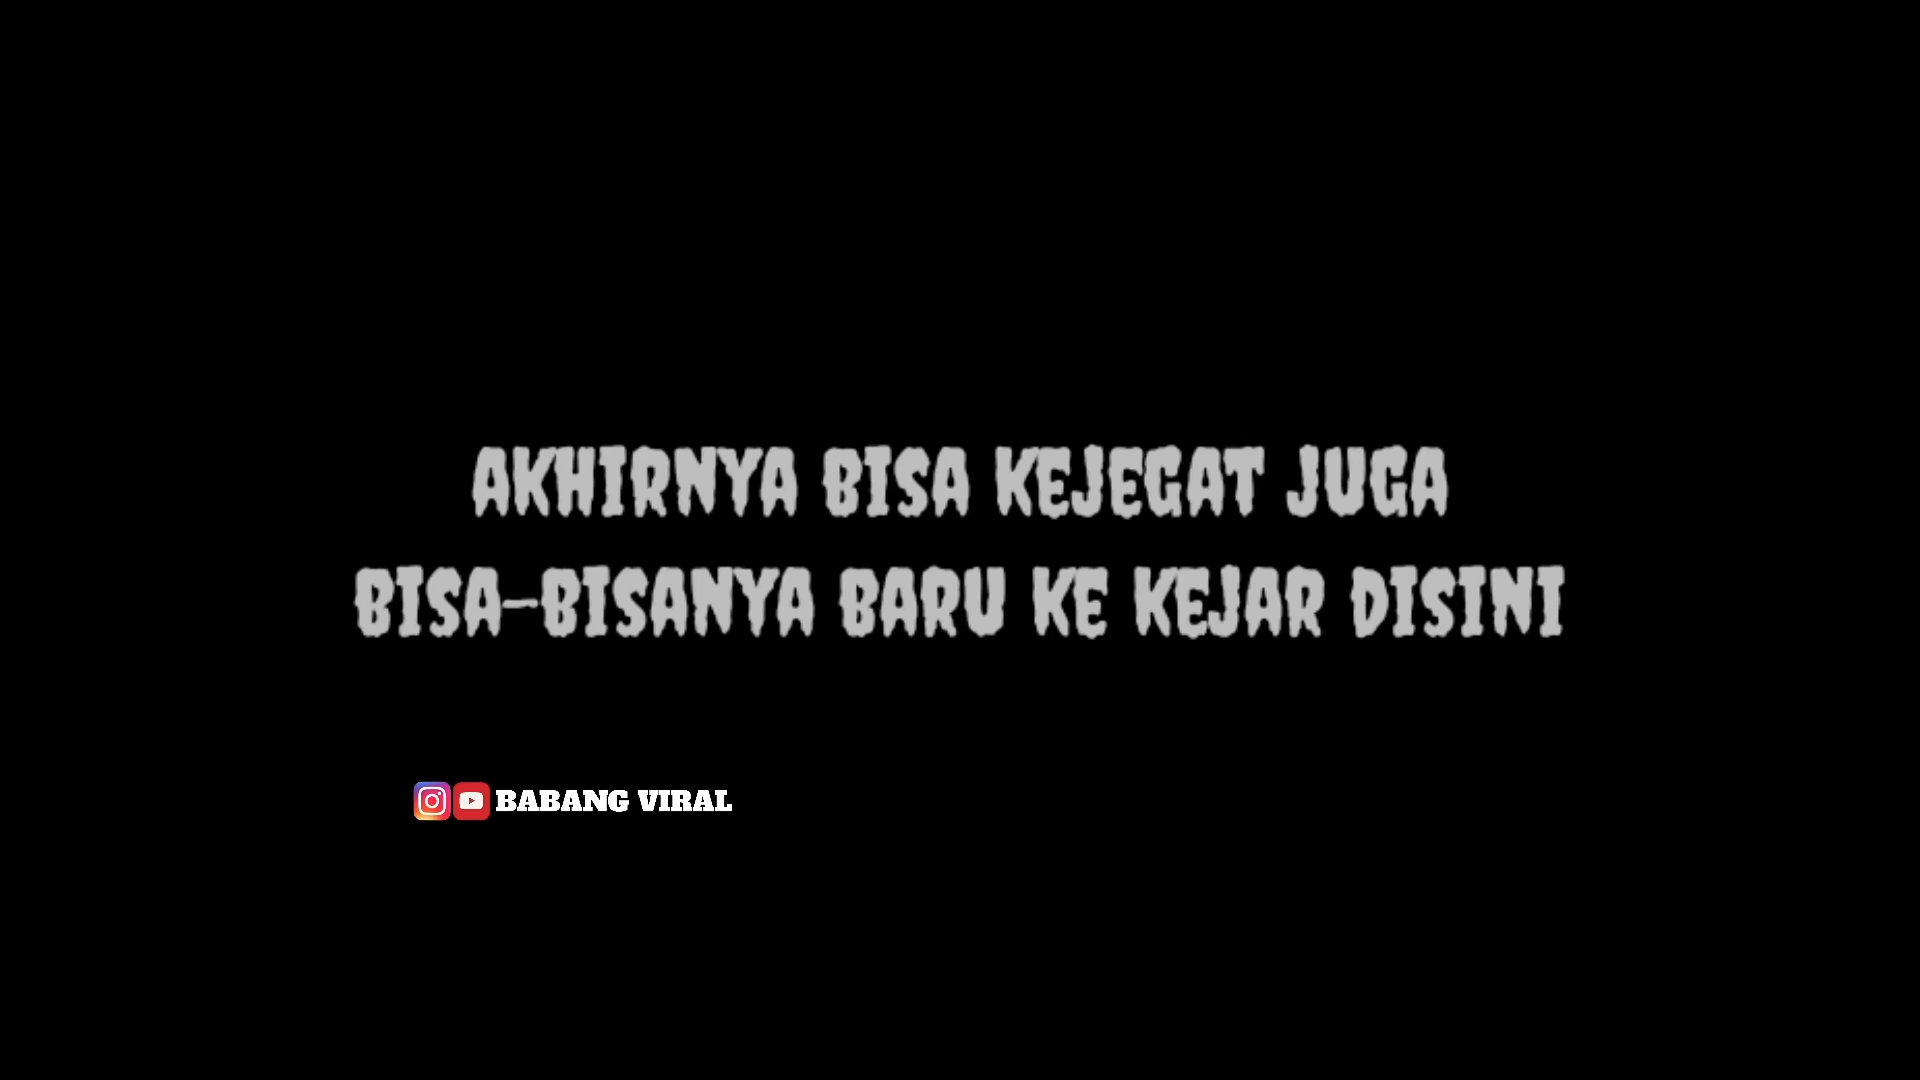 AKHIRNYA BISA KEJEGAT JUGA
BISA-BISANYA BARU KE KEJAR DISINI
BABANG VIRAL